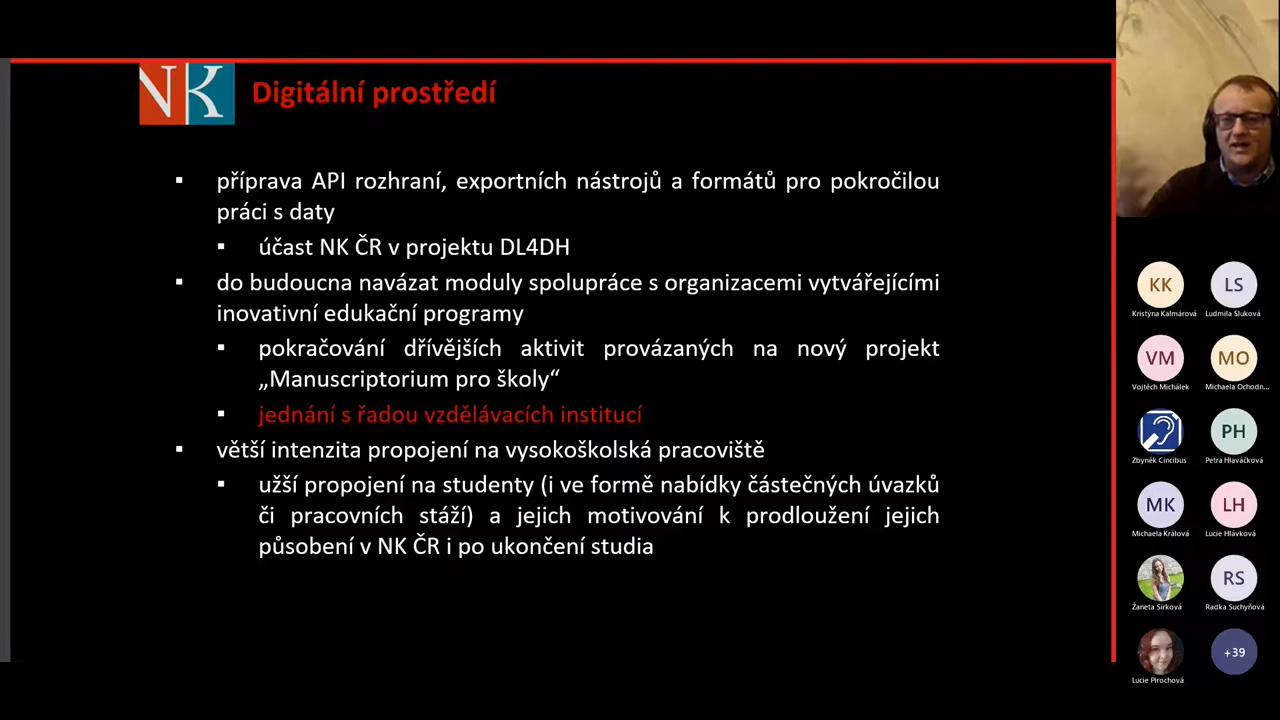 NK
Digitální prostředí
▪ příprava API rozhraní, exportních nástrojů a formátů pro pokročilou
práci s daty
▪ účast NK ČR v projektu DL4DH
▪ do budoucna navázat moduly spolupráce s organizacemi vytvářejícími
inovativní edukační programy
▪ pokračování dřívějších aktivit provázaných na nový projekt
„Manuscriptorium pro školy“
▪ jednání s řadou vzdělávacích institucí
▪ větší intenzita propojení na vysokoškolská pracoviště
▪ užší propojení na studenty (i ve formě nabídky částečných úvazků
či pracovních stáží) a jejich motivování k prodloužení jejich
působení v NK ČR i po ukončení studia
KK
Kristýna Kalmárová
LS
Ludmila Sluková
VM
Vojtěch Michálek
MO
Michaela Ochodn...
Zbyněk Cincibus
PH
Petra Hlaváčková
MK
Michaela Králová
LH
Lucie Hlávková
Žaneta Sirková
RS
Radka Suchyňová
Lucie Pirochová
+39